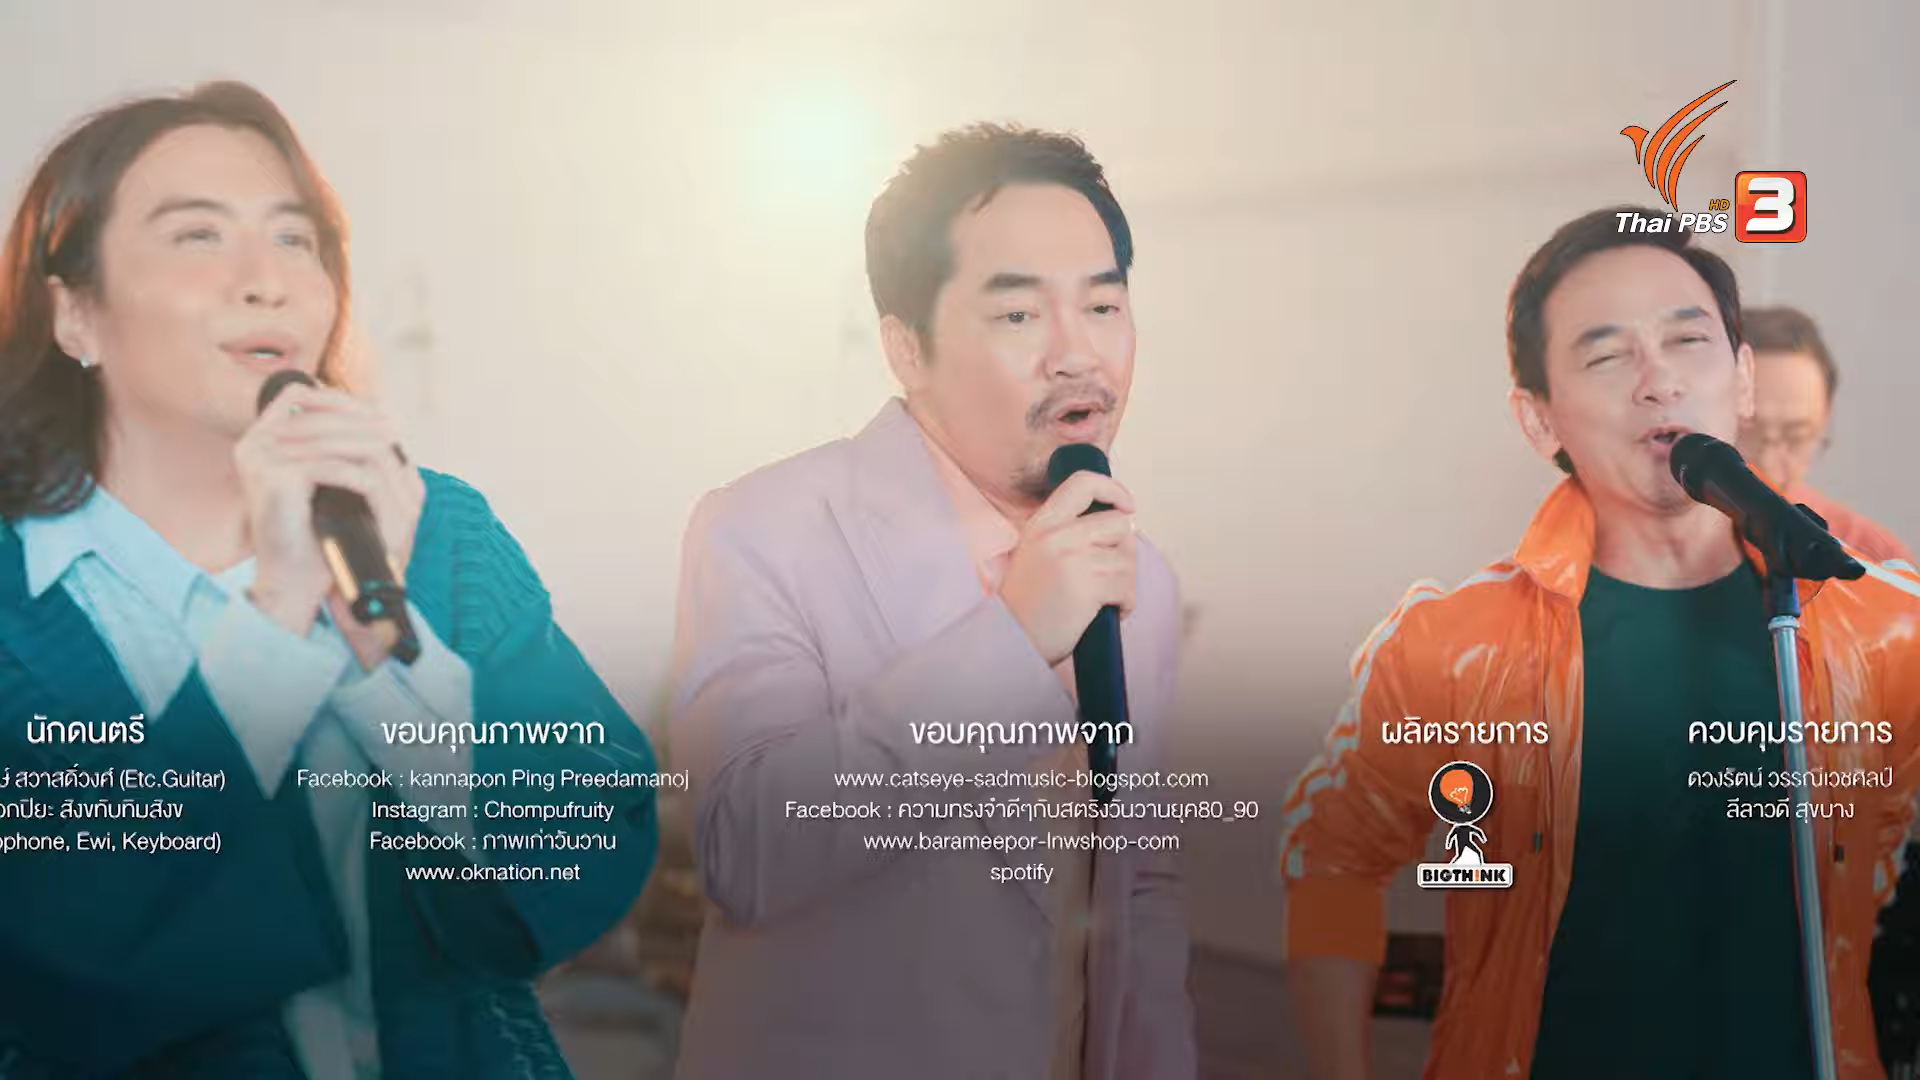 Thai PBS
HD
3
นักดนตรี
สวาสดิ์วงศ์ (Etc.Guitar)
สิงขทับทิมสังข
Ewi, Keyboard)
ขอบคุณภาพจาก
Facebook : kannapon Ping Preedamanoj
Instagram : Chompufruity
Facebook : ภาพเก่าวันวาน
www.oknation.net
ขอบคุณภาพจาก
www.catseye-sadmusic-blogspot.com
Facebook : ความทรงจำดีๆกับสตริงวันวานยุค80_90
www.barameepor-lnwshop-com
spotify
ผลิตรายการ
BIGTH!NK
ควบคุมรายการ
ดวงรัตน์ วรรณีเวชศิลป์
ลีลาวดี สุขบาง